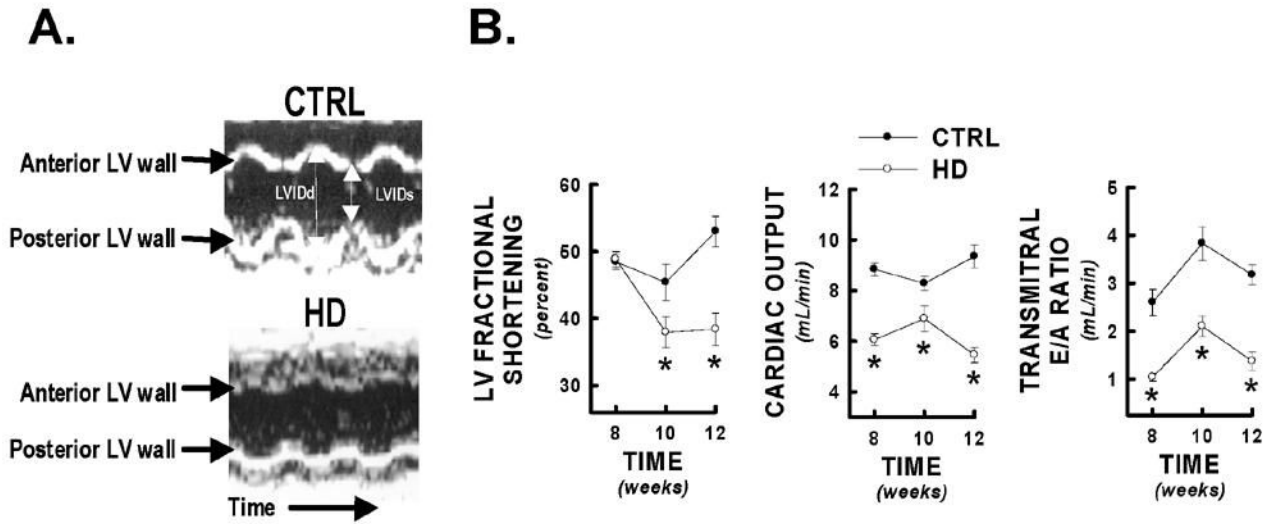 A.
CTRL
Anterior LV wall
LVIDd
LVIDs
Posterior LV wall
HD
Anterior LV wall
Posterior LV wall
Time
B.
CTRL
HD
LV FRACTIONAL
SHORTENING
(percent)
60
50
40
30
*
*
8
10
12
TIME
(weeks)
CARDIAC OUTPUT
(mL/min)
12
10
8
6
4
*
*
*
8
10
12
TIME
(weeks)
TRANSMITRAL
E/A RATIO
(mL/min)
5
4
3
2
1
*
*
*
8
10
12
TIME
(weeks)